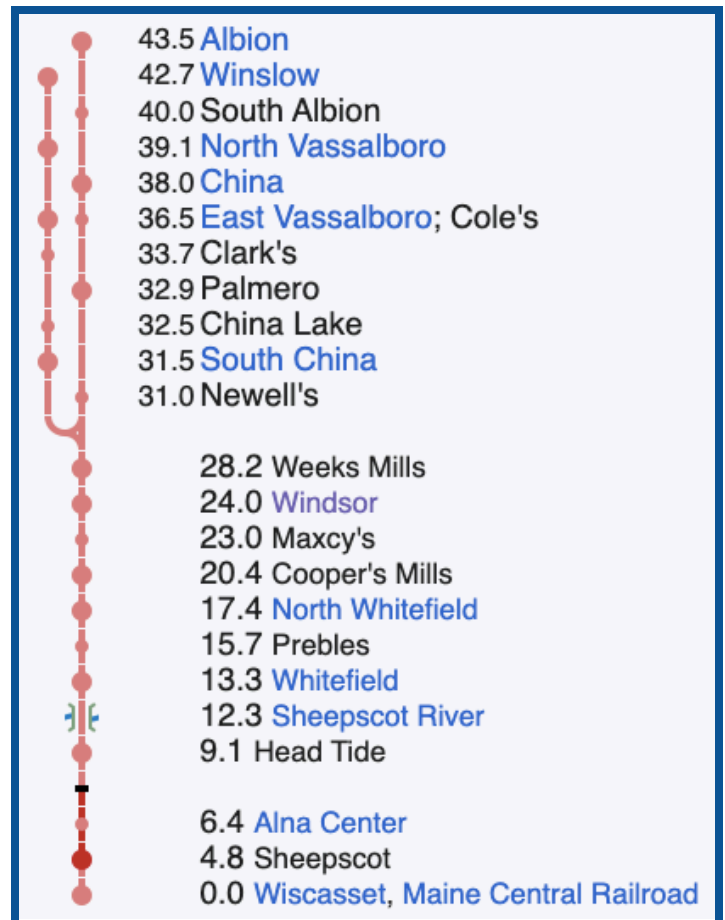 43.5 Albion
42.7 Winslow
40.0 South Albion
39.1 North Vassalboro
38.0 China
36.5 East Vassalboro; Cole's
33.7 Clark's
32.9 Palmero
32.5 China Lake
31.5 South China
31.0 Newell's
28.2 Weeks Mills
24.0 Windsor
23.0 Maxcy's
20.4 Cooper's Mills
17.4 North Whitefield
15.7 Prebles
13.3 Whitefield
12.3 Sheepscot River
9.1 Head Tide
6.4 Alna Center
4.8 Sheepscot
0.0 Wiscasset, Maine Central Railroad